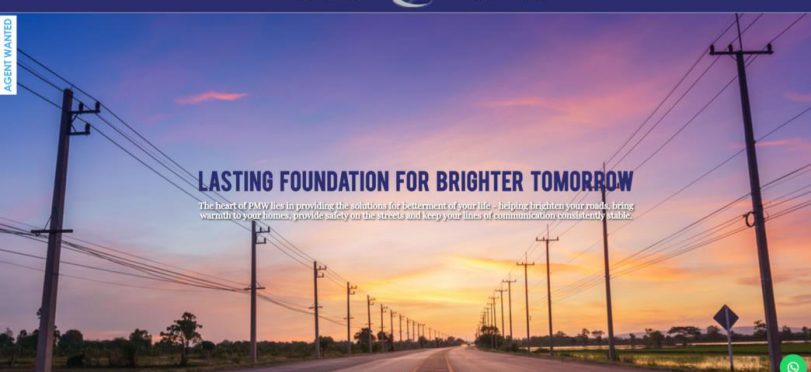 AGENT WANTED
LASTING FOUNDATION FOR BRIGHTER TOMORROW
The heart of PMW lies in providing the solutions for betterment of your life - helping brighten your roads, bring
warmth to your homes, provide safety on the streets and keep your lines of communication consistently stable.